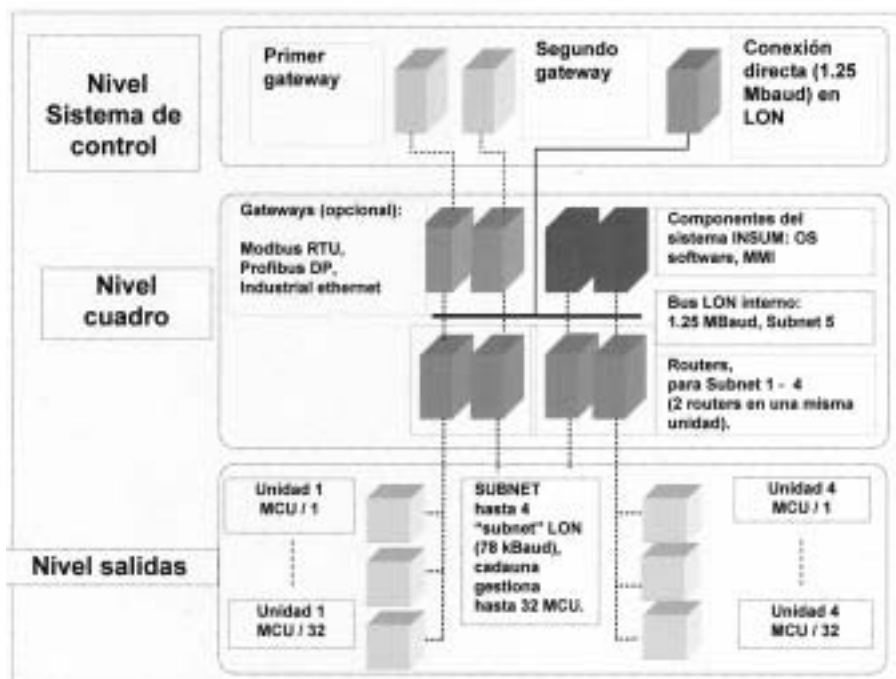 Nivel
Sistema de
control
Primer
gateway
Segundo
gateway
Conexión
directa (1.25
Mbaud) en
LON
Nivel
cuadro
Gateways (opcional):
Modbus RTU,
Profibus DP,
Industrial ethernet
Componentes del
sistema INSUM: OS
software, MMI
Bus LON interno:
1.25 MBaud, Subnet 5
Routers,
para Subnet 1 - 4
(2 routers en una misma
unidad).
Nivel salidas
Unidad 1
MCU / 1
Unidad 1
MCU / 32
SUBNET
hasta 4
"subnet" LON
(78 kBaud),
cadauna
gestiona
hasta 32 MCU.
Unidad 4
MCU / 1
Unidad 4
MCU / 32